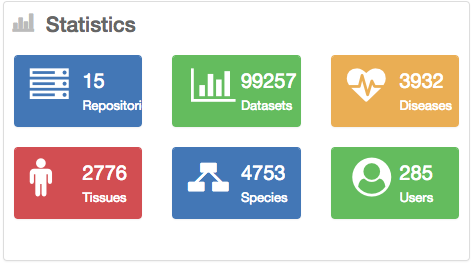 Statistics
15
Repositori
99257
Datasets
3932
Diseases
2776
Tissues
4753
Species
285
Users